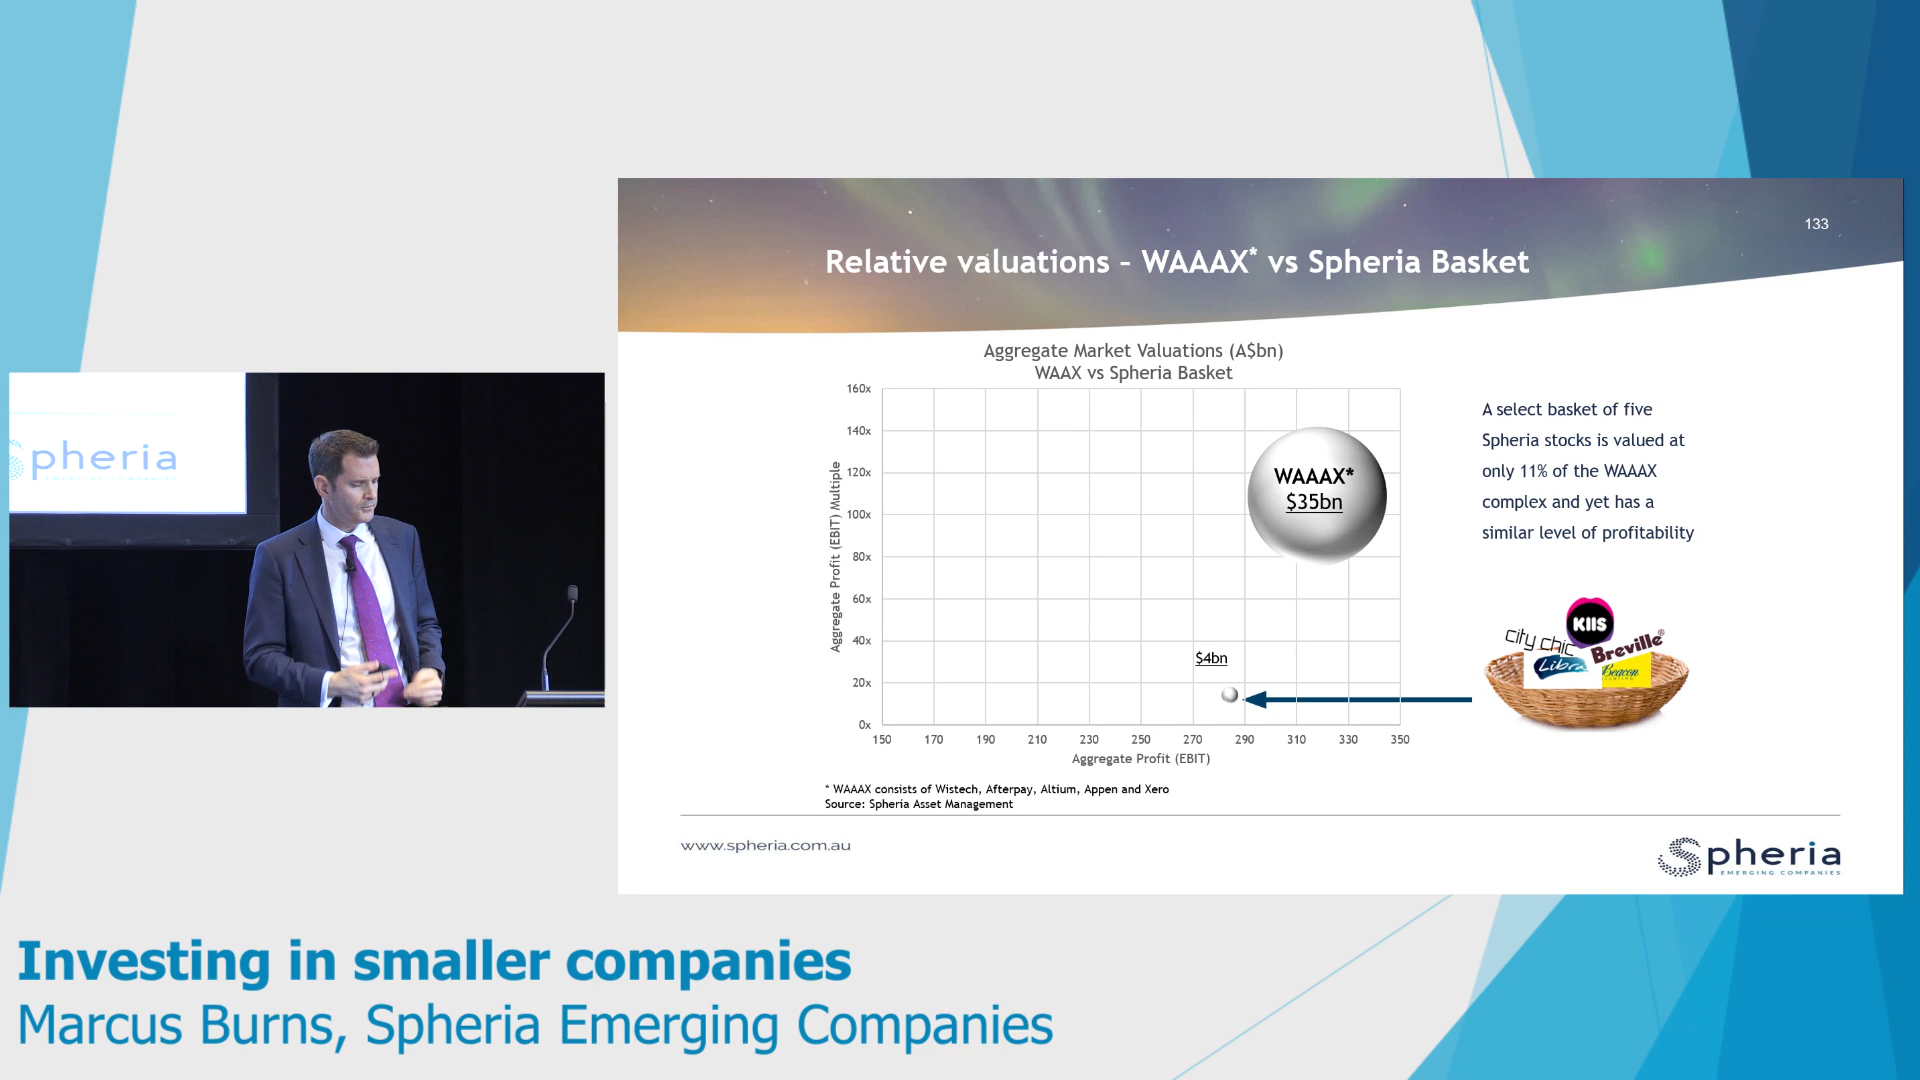 133
Relative valuations – WAAAX* vs Spheria Basket
Aggregate Market Valuations (A$bn)
WAAX vs Spheria Basket
Aggregate Profit (EBIT) Multiple
160x
140x
120x
100x
80x
60x
40x
20x
0x
150 170 190 210 230 250 270 290 310 330 350
Aggregate Profit (EBIT)
WAAAX*
$35bn
$4bn
A select basket of five
Spheria stocks is valued at
only 11% of the WAAAX
complex and yet has a
similar level of profitability
KIIS
city chic
Breville®
Libra
Beacon
* WAAAX consists of Wistech, Afterpay, Altium, Appen and Xero
Source: Spheria Asset Management
www.spheria.com.au
Spheria
EMERGING COMPANIES
Spheria
Investing in smaller companies
Marcus Burns, Spheria Emerging Companies